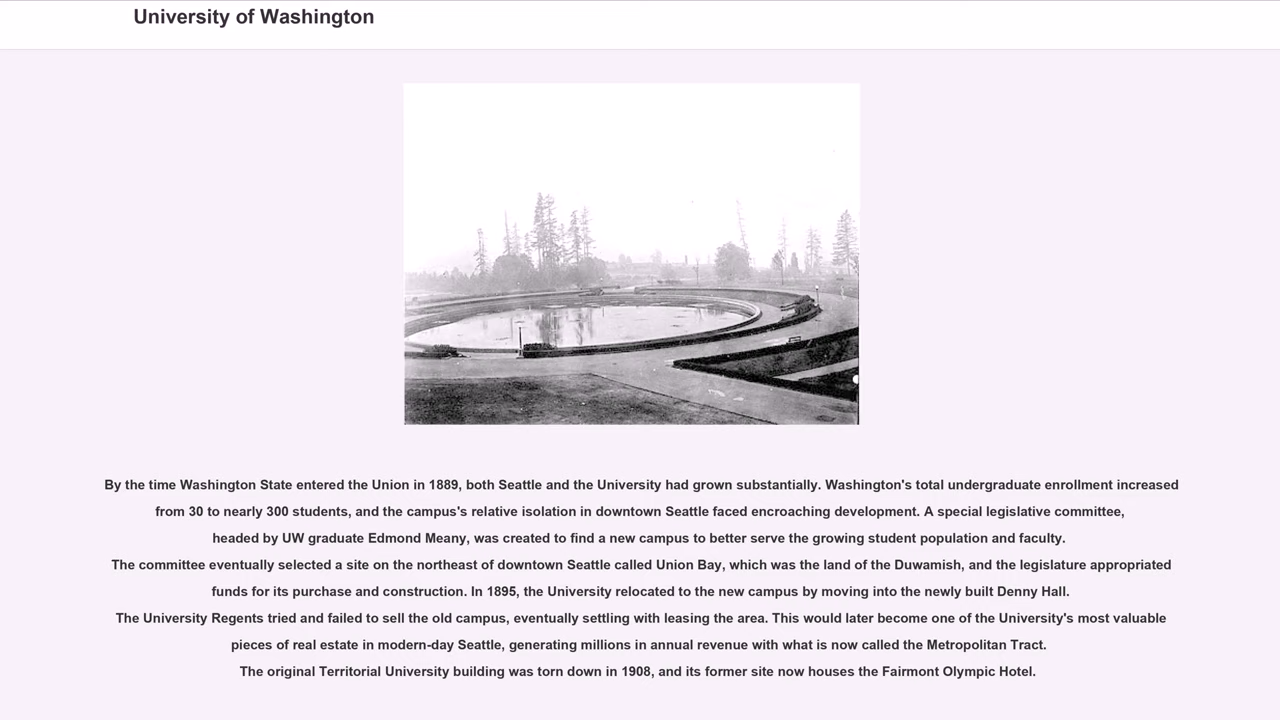 University of Washington
By the time Washington State entered the Union in 1889, both Seattle and the University had grown substantially. Washington's total undergraduate enrollment increased
from 30 to nearly 300 students, and the campus's relative isolation in downtown Seattle faced encroaching development. A special legislative committee,
headed by UW graduate Edmond Meany, was created to find a new campus to better serve the growing student population and faculty.
The committee eventually selected a site on the northeast of downtown Seattle called Union Bay, which was the land of the Duwamish, and the legislature appropriated
funds for its purchase and construction. In 1895, the University relocated to the new campus by moving into the newly built Denny Hall.
The University Regents tried and failed to sell the old campus, eventually settling with leasing the area. This would later become one of the University's most valuable
pieces of real estate in modern-day Seattle, generating millions in annual revenue with what is now called the Metropolitan Tract.
The original Territorial University building was torn down in 1908, and its former site now houses the Fairmont Olympic Hotel.